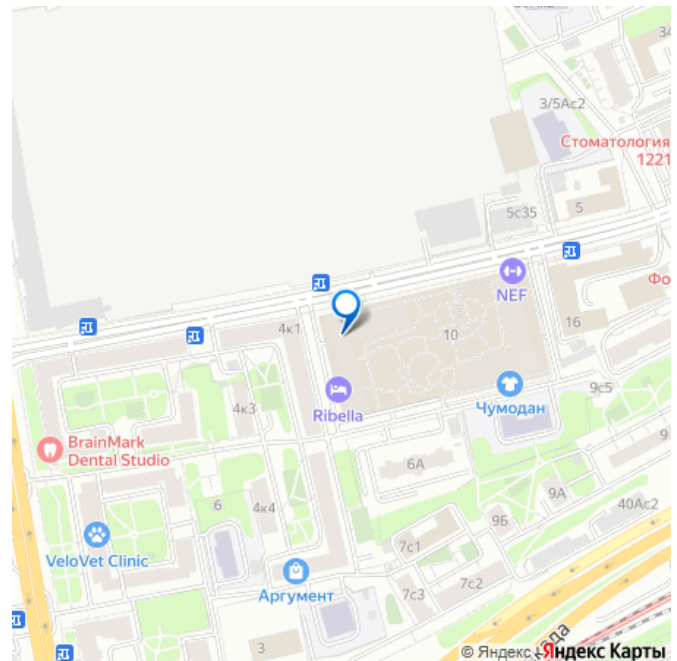 3/5Ас2
34
Стоматология
1221
5с35
5
NEF
Фо
4к1
10
16
Ribella
Чумодан
9с5
4к3
BrainMark
Dental Studio
6А
9
6
4к4
9А
40Ас2
9Б
VeloVet Clinic
7с1
Аргумент
7с3
7с2
3
© Яндекс Яндекс Карты